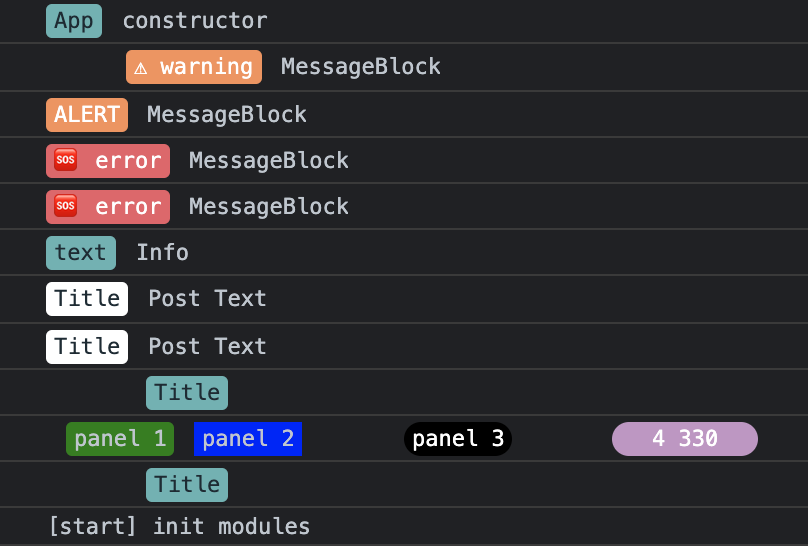 App constructor
⚠ warning MessageBlock
ALERT MessageBlock
🆘 error MessageBlock
🆘 error MessageBlock
text Info
Title Post Text
Title Post Text
Title
panel 1 panel 2 panel 3 4 330
Title
[start] init modules